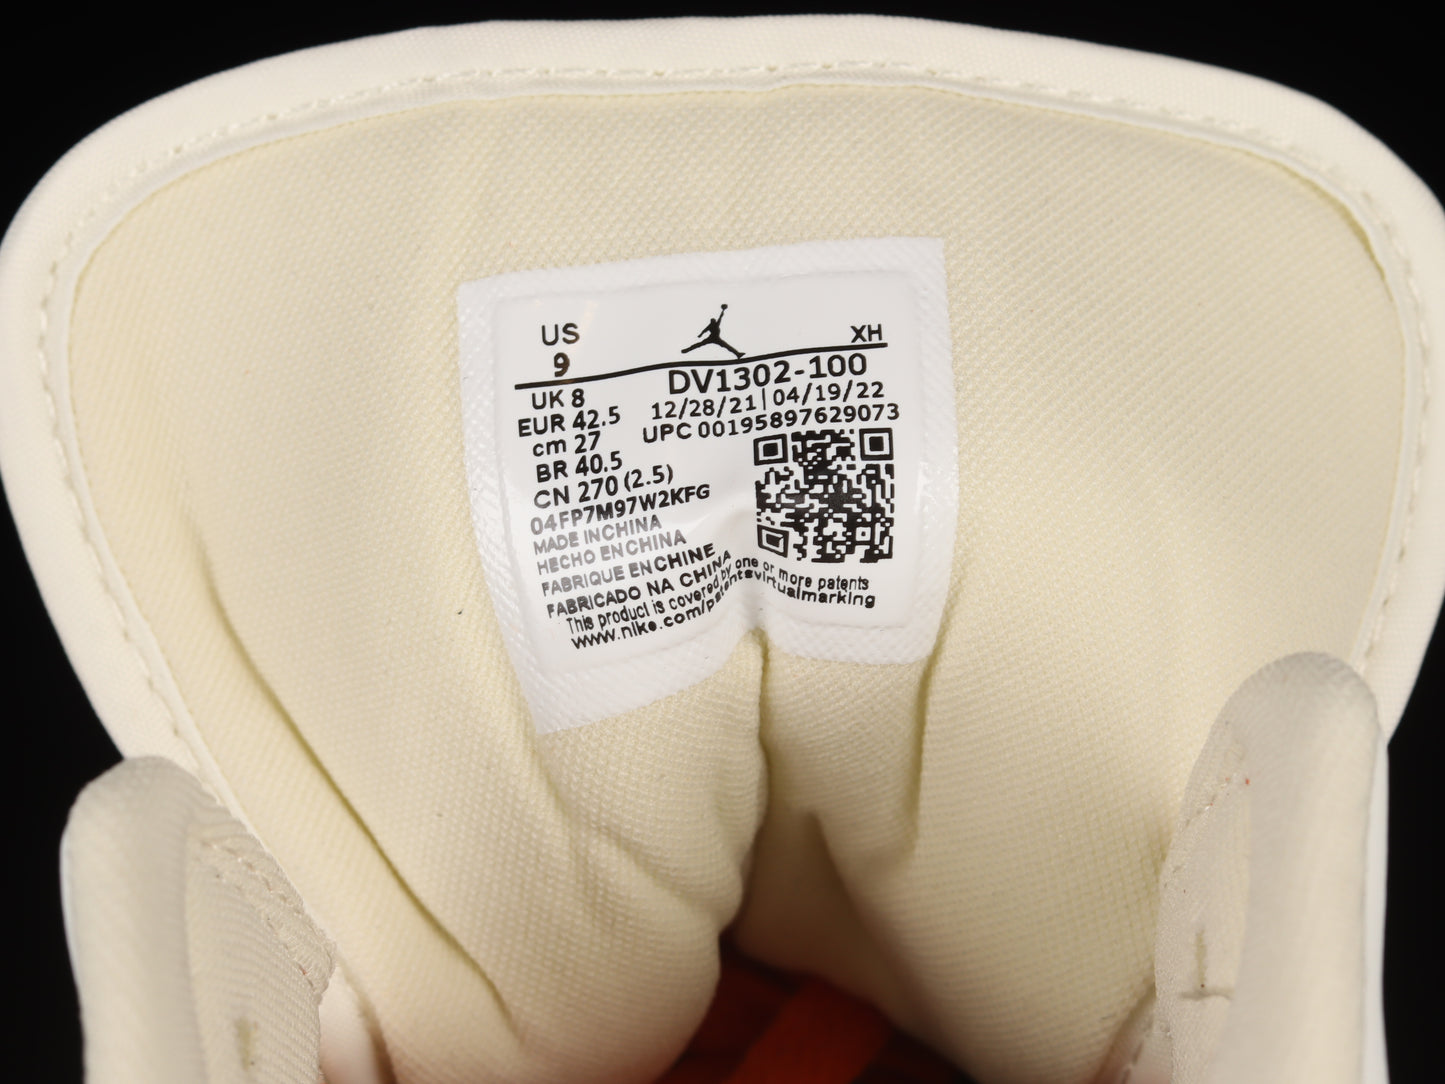 US
9
XH
DV1302-100
12/28/21|04/19/22
UPC 00195897629073
UK 8
EUR 42.5
cm 27
BR 40.5
CN 270 (2.5)
04FP7M97W2KFG
MADE IN CHINA
HECHO EN CHINA
FABRIQUE EN CHINE
FABRICADO NA CHINA
This product is covered by one or more patents
www.nike.com/patentsvirtualmarking